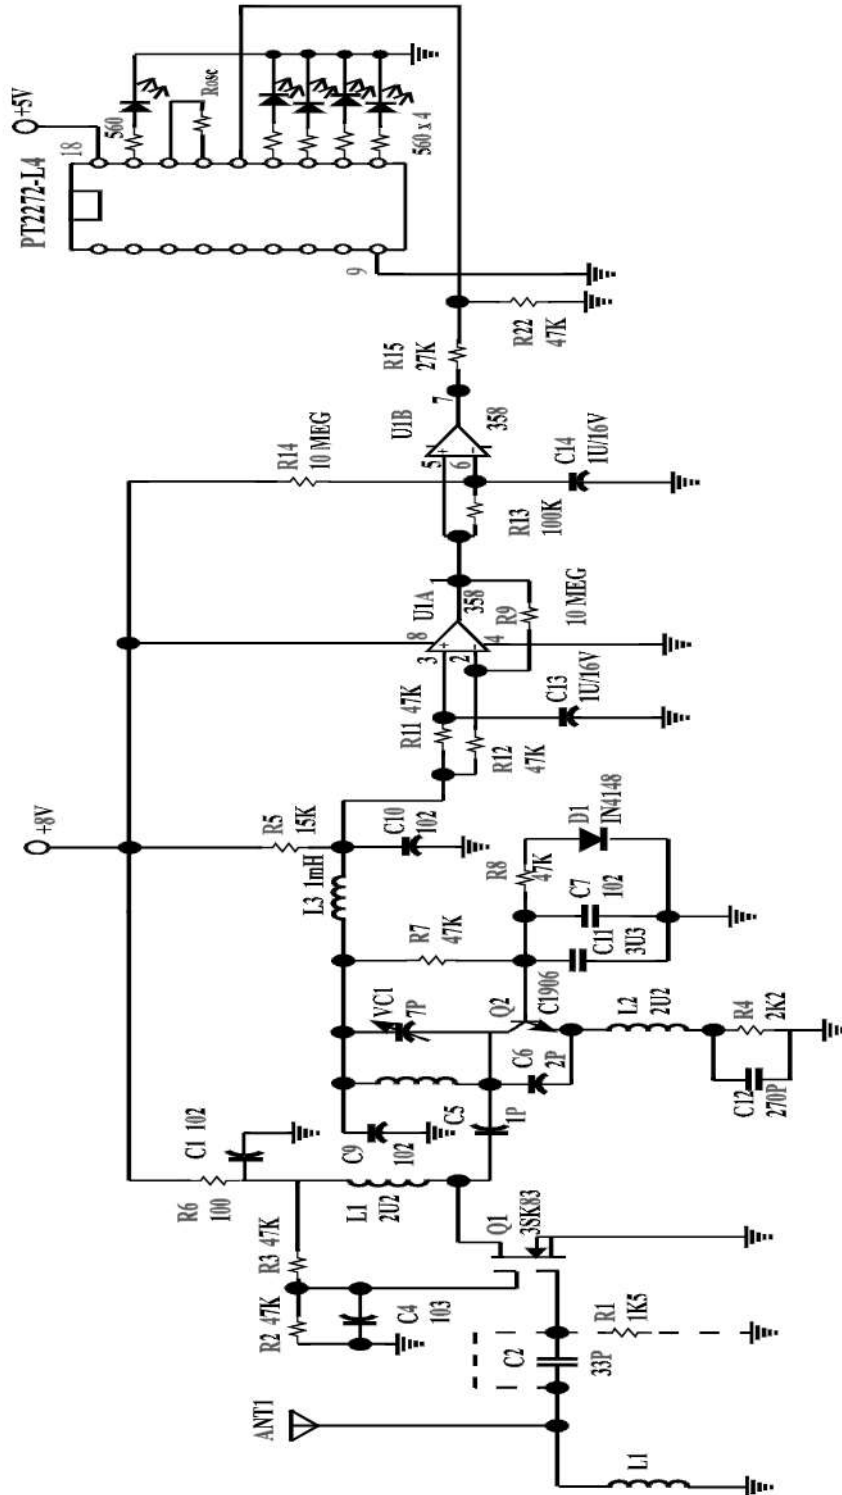 ANT1
L1
C2
33P
R1
1K5
R2 47K
R3 47K
C4
103
Q1
3SK83
R6
100
C1 102
L1
2U2
C9
102
C5
1P
C6
2P
VC1
7P
Q2
C1906
L2
2U2
C12
270P
R4
2K2
R7
47K
C11
3U3
C7
102
R8
47K
D1
IN4148
L3 1mH
C10
102
R5
15K
+8V
R11 47K
R12
47K
C13
1U/16V
3
2
8
4
+
-
U1A
1
358
R9
10 MEG
R13
100K
R14
10 MEG
C14
1U/16V
5
6
+
-
U1B
7
358
R15
27K
R22
47K
PT2272-L4
18
9
+5V
560
Rosc
560 x 4